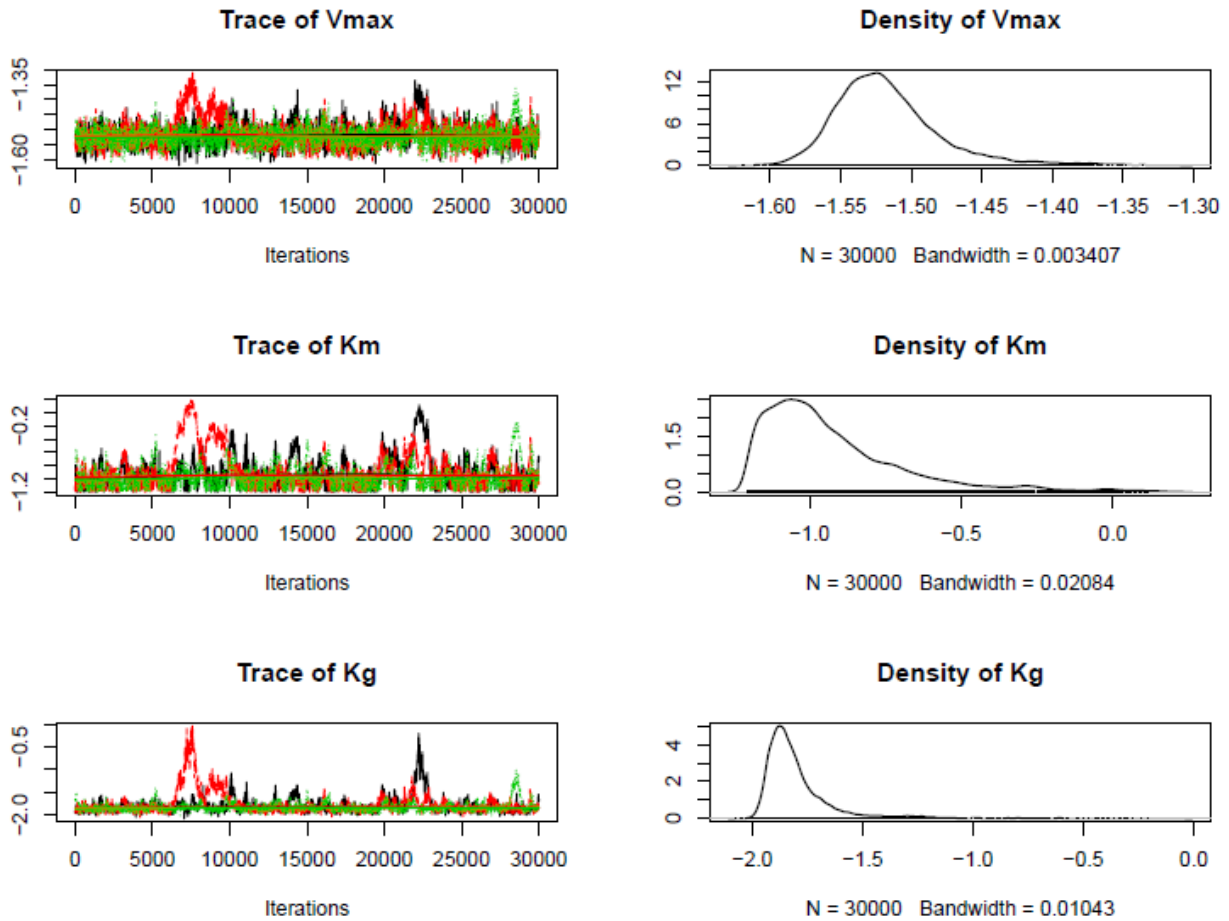 Trace of Vmax
−1.35
−1.60
0 5000 10000 15000 20000 25000 30000
Iterations
Density of Vmax
12
6
0
−1.60 −1.55 −1.50 −1.45 −1.40 −1.35 −1.30
N = 30000 Bandwidth = 0.003407
Trace of Km
−0.2
−1.2
0 5000 10000 15000 20000 25000 30000
Iterations
Density of Km
1.5
0.0
−1.0 −0.5 0.0
N = 30000 Bandwidth = 0.02084
Trace of Kg
−0.5
−2.0
0 5000 10000 15000 20000 25000 30000
Iterations
Density of Kg
4
2
0
−2.0 −1.5 −1.0 −0.5 0.0
N = 30000 Bandwidth = 0.01043